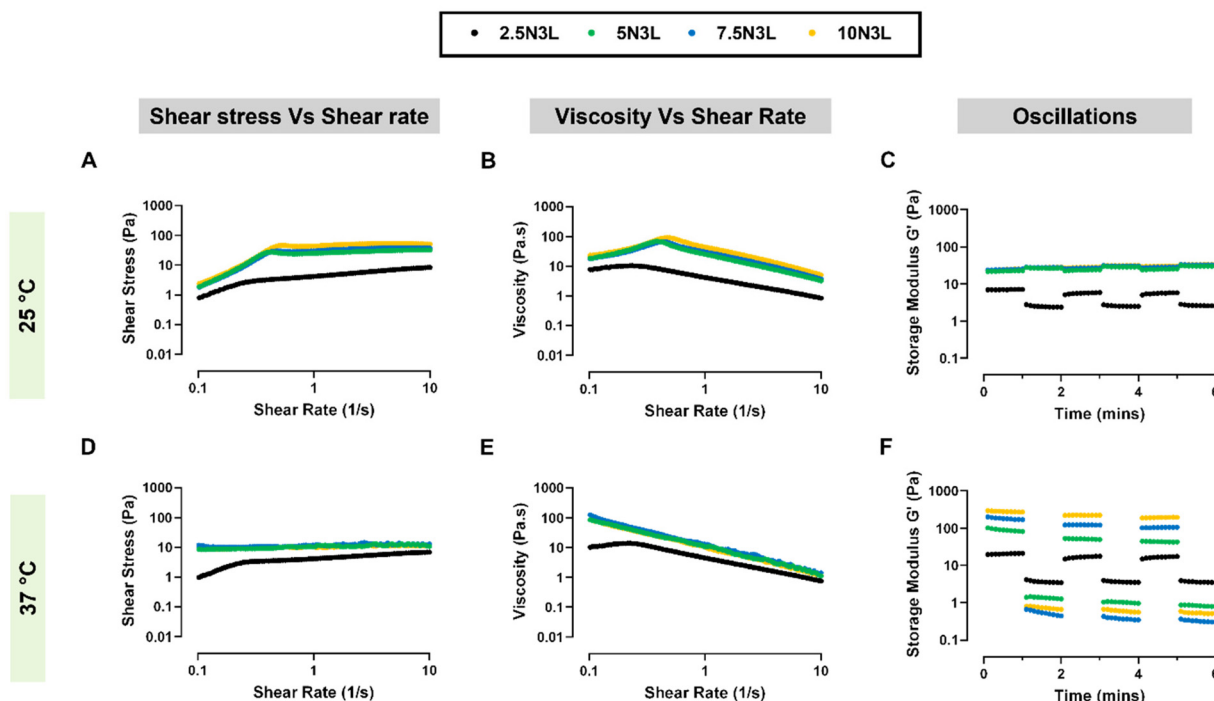 2.5N3L 5N3L 7.5N3L 10N3L
Shear stress Vs Shear rate
Viscosity Vs Shear Rate
Oscillations
25 °C
A
Shear Stress (Pa)
1000
100
10
1
0.1
0.01
0.1 1 10
Shear Rate (1/s)
B
Viscosity (Pa.s)
1000
100
10
1
0.1
0.01
0.1 1 10
Shear Rate (1/s)
C
Storage Modulus G' (Pa)
1000
100
10
1
0.1
0 2 4 6
Time (mins)
37 °C
D
Shear Stress (Pa)
1000
100
10
1
0.1
0.01
0.1 1 10
Shear Rate (1/s)
E
Viscosity (Pa.s)
1000
100
10
1
0.1
0.01
0.1 1 10
Shear Rate (1/s)
F
Storage Modulus G' (Pa)
1000
100
10
1
0.1
0 2 4 6
Time (mins)